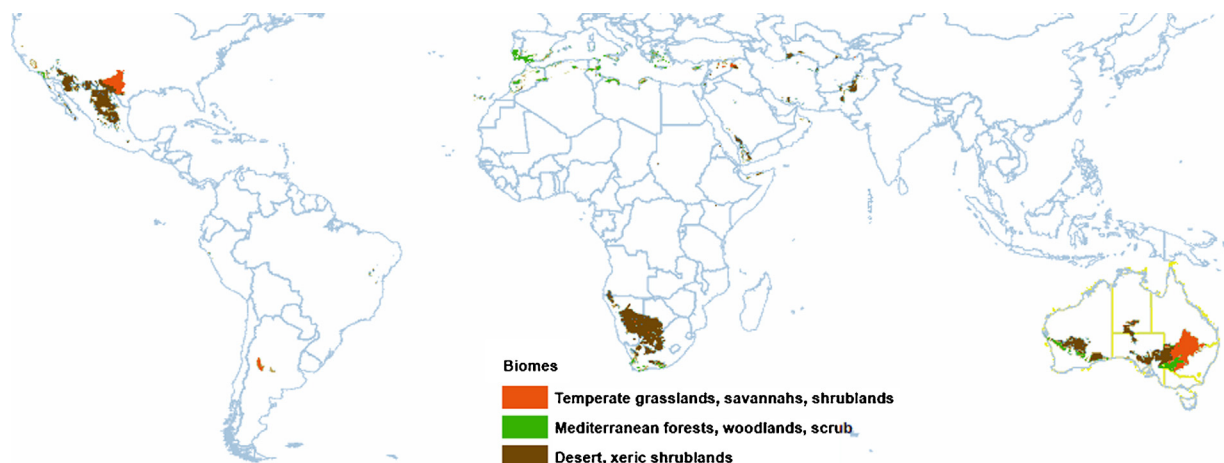 Biomes
Temperate grasslands, savannahs, shrublands
Mediterranean forests, woodlands, scrub
Desert, xeric shrublands